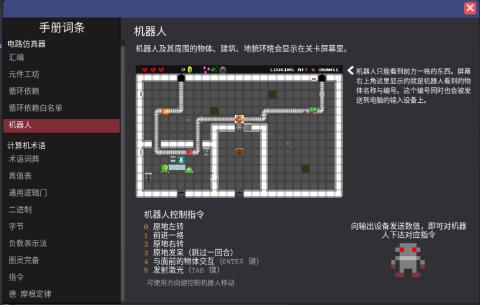 手册词条
电路仿真器
汇编
元件工坊
循环依赖
循环依赖白名单
机器人
计算机术语
术语词典
真值表
通用逻辑门
二进制
字节
负数表示法
图灵完备
指令
德 摩根定律
机器人
机器人及其周围的物体、建筑、地貌环境会显示在关卡屏幕里。
LOOKING AT: 5 ORANGE
机器人只能看到前方一格的东西。屏幕
右上角这里显示的就是机器人看到的物
体名称与编号。这个编号同时也会被发
送到电脑的输入设备上。
机器人控制指令
0 原地左转
1 前进一格
2 原地右转
3 原地发呆（跳过一回合）
4 与面前的物体交互（ENTER 键）
5 发射激光（TAB 键）
可使用方向键控制机器人移动
向输出设备发送数值，即可对机器
人下达对应指令